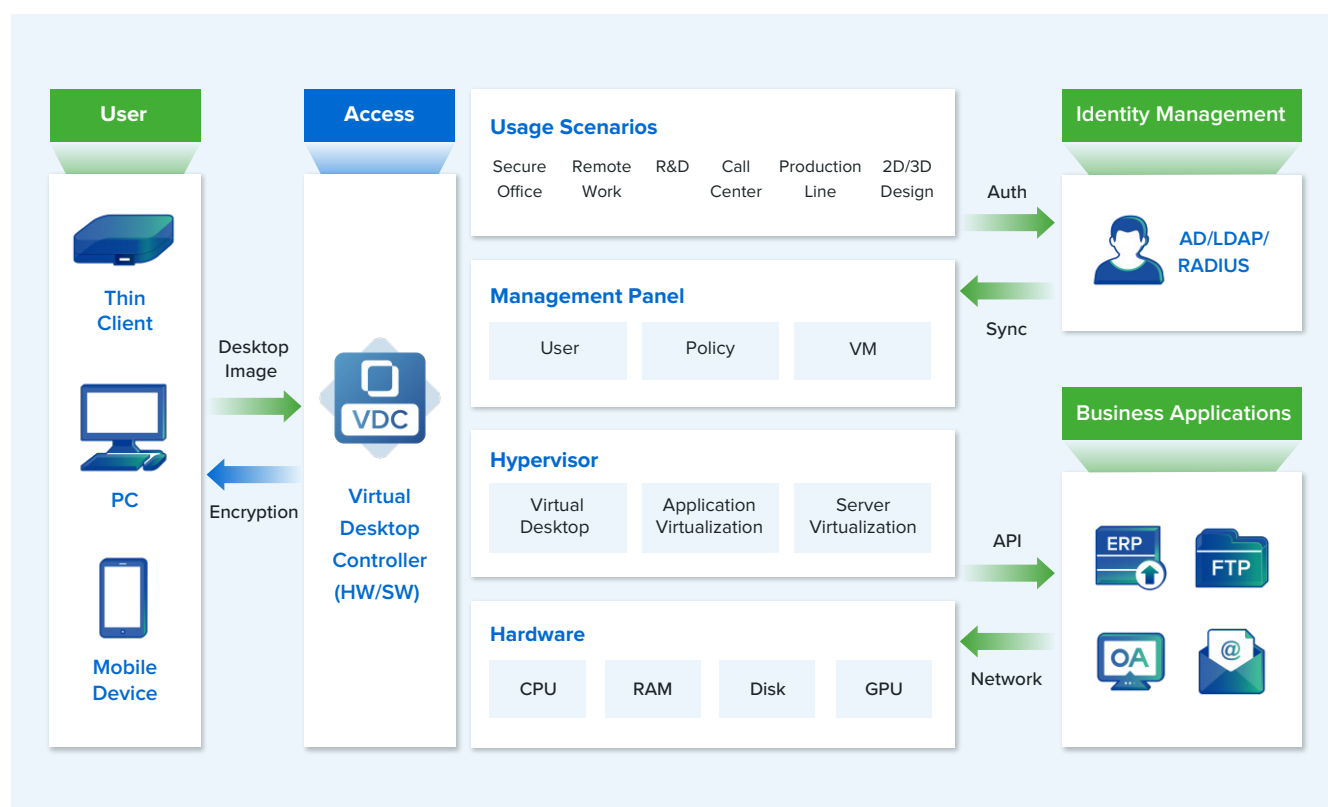 User
Thin
Client
PC
Mobile
Device
Desktop
Image
Encryption
Access
VDC
Virtual
Desktop
Controller
(HW/SW)
Usage Scenarios
Secure
Office
Remote
Work
R&D
Call
Center
Production
Line
2D/3D
Design
Management Panel
User
Policy
VM
Hypervisor
Virtual
Desktop
Application
Virtualization
Server
Virtualization
Hardware
CPU
RAM
Disk
GPU
Auth
Sync
API
Network
Identity Management
AD/LDAP/
RADIUS
Business Applications
ERP
FTP
OA
@